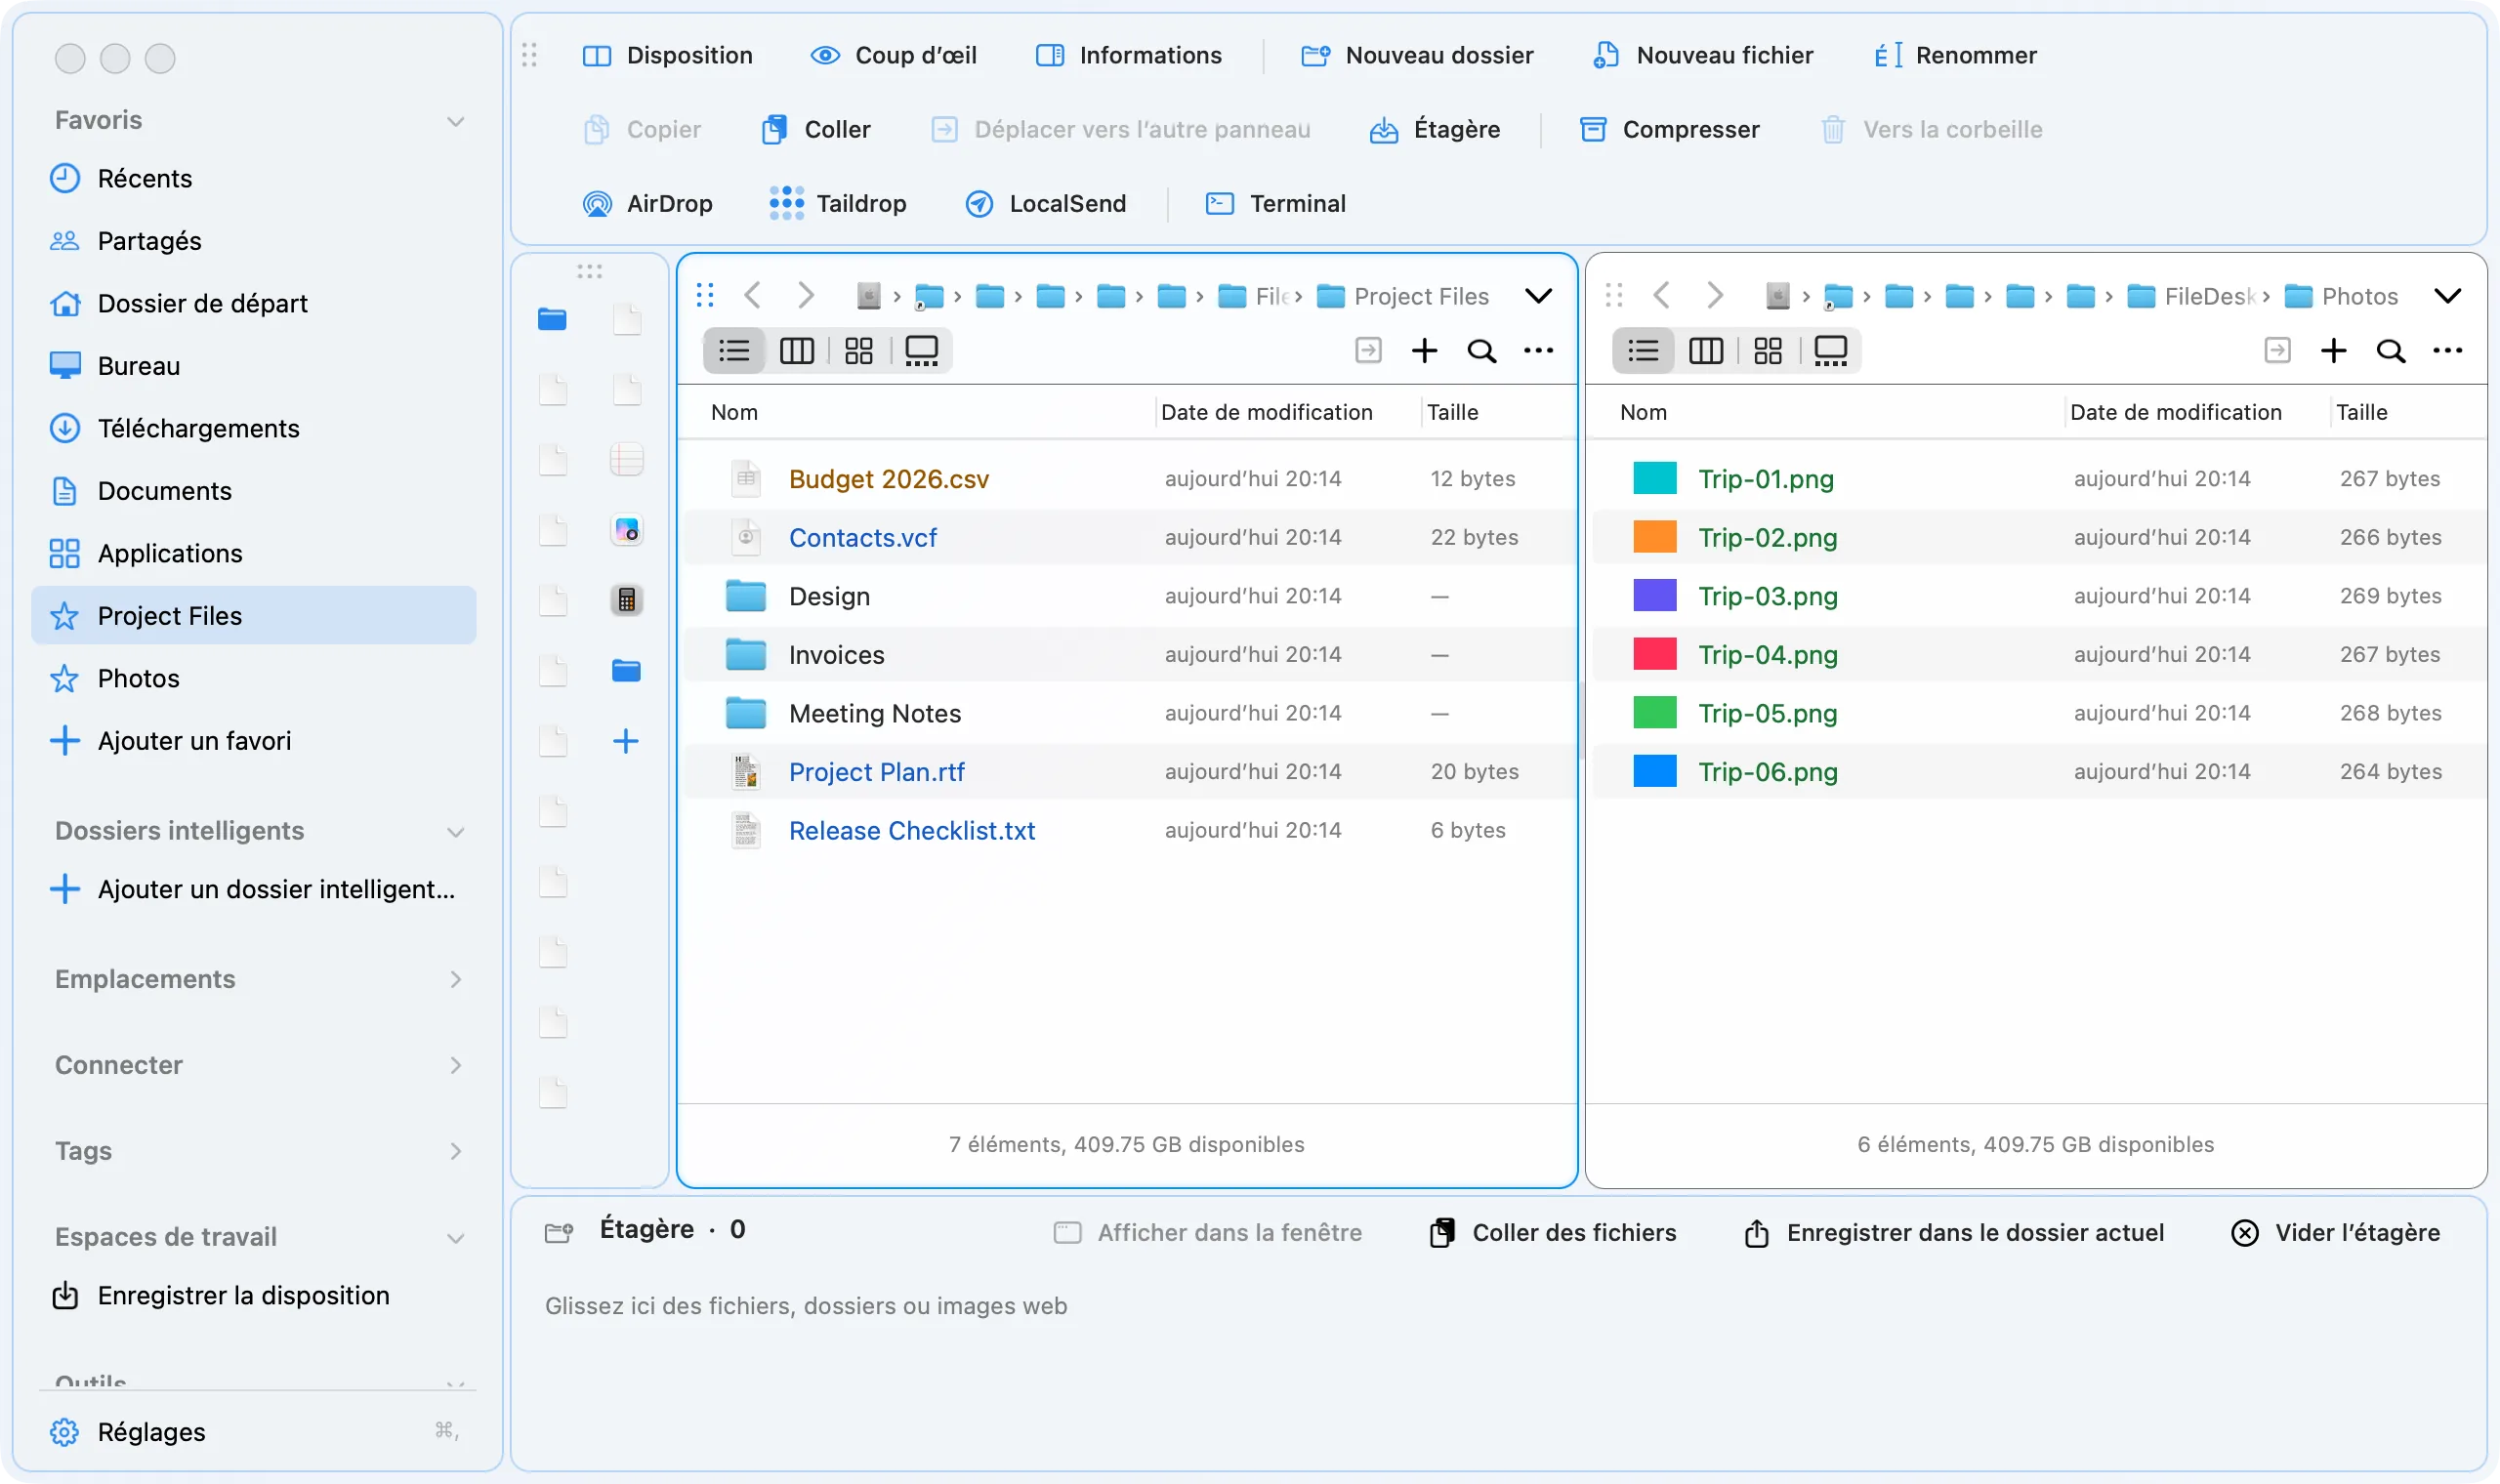 Disposition Coup d’œil Informations Nouveau dossier Nouveau fichier Renommer
Copier Coller Déplacer vers l’autre panneau Étagère Compresser Vers la corbeille
AirDrop Taildrop LocalSend Terminal
Favoris
Récents
Partagés
Dossier de départ
Bureau
Téléchargements
Documents
Applications
Project Files
Photos
Ajouter un favori
Dossiers intelligents
Ajouter un dossier intelligent...
Emplacements
Connecter
Tags
Espaces de travail
Enregistrer la disposition
Outils
Réglages ⌘,
Project Files
Nom Date de modification Taille
Budget 2026.csv aujourd’hui 20:14 12 bytes
Contacts.vcf aujourd’hui 20:14 22 bytes
Design aujourd’hui 20:14 —
Invoices aujourd’hui 20:14 —
Meeting Notes aujourd’hui 20:14 —
Project Plan.rtf aujourd’hui 20:14 20 bytes
Release Checklist.txt aujourd’hui 20:14 6 bytes
7 éléments, 409.75 GB disponibles
FileDesk Photos
Nom Date de modification Taille
Trip-01.png aujourd’hui 20:14 267 bytes
Trip-02.png aujourd’hui 20:14 266 bytes
Trip-03.png aujourd’hui 20:14 269 bytes
Trip-04.png aujourd’hui 20:14 267 bytes
Trip-05.png aujourd’hui 20:14 268 bytes
Trip-06.png aujourd’hui 20:14 264 bytes
6 éléments, 409.75 GB disponibles
Étagère · 0 Afficher dans la fenêtre Coller des fichiers Enregistrer dans le dossier actuel Vider l’étagère
Glissez ici des fichiers, dossiers ou images web